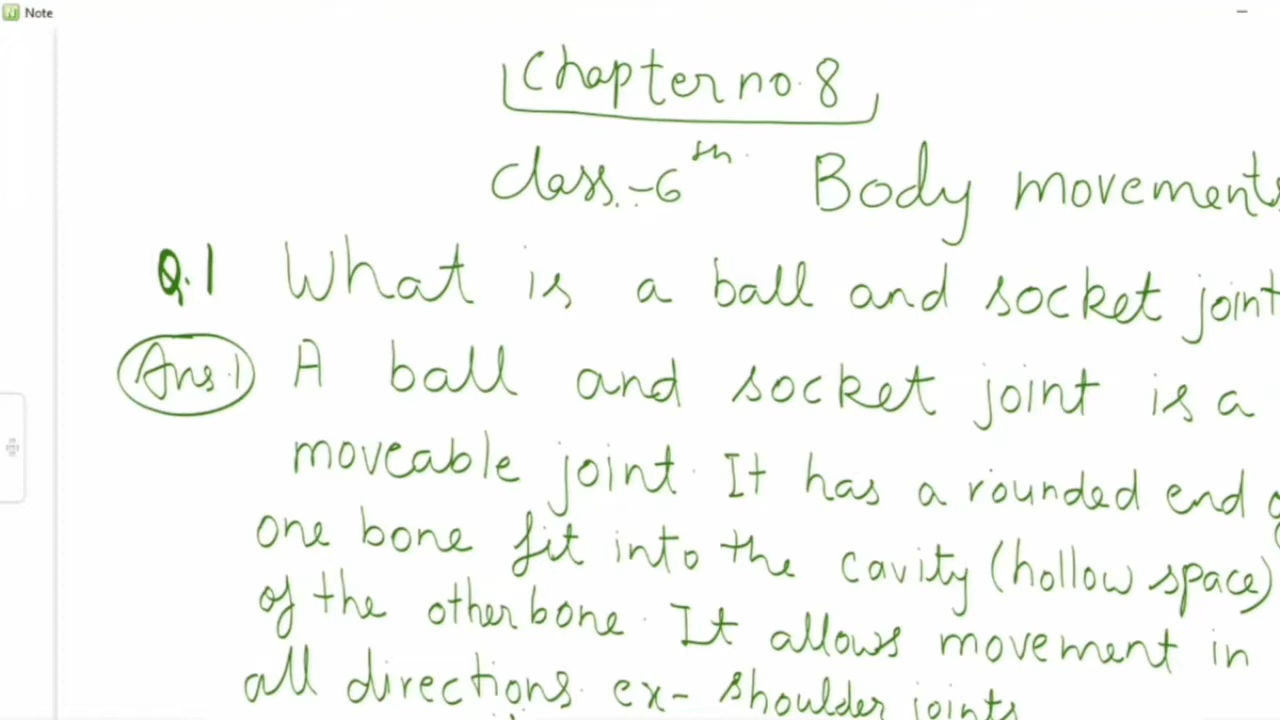 Note
Chapter no. 8
Class.-6th. Body movements
Q.1 What is a ball and socket joint
Ans.1 A ball and socket joint is a
moveable joint. It has a rounded end
one bone fit into the cavity (hollow space)
of the other bone. It allows movement in
all directions. ex- shoulder joints